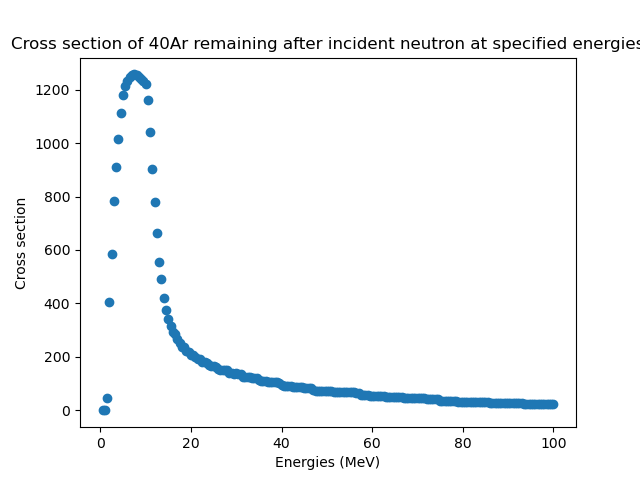 Cross section of 40Ar remaining after incident neutron at specified energies
1200
1000
800
600
400
200
0
Cross section
0 20 40 60 80 100
Energies (MeV)